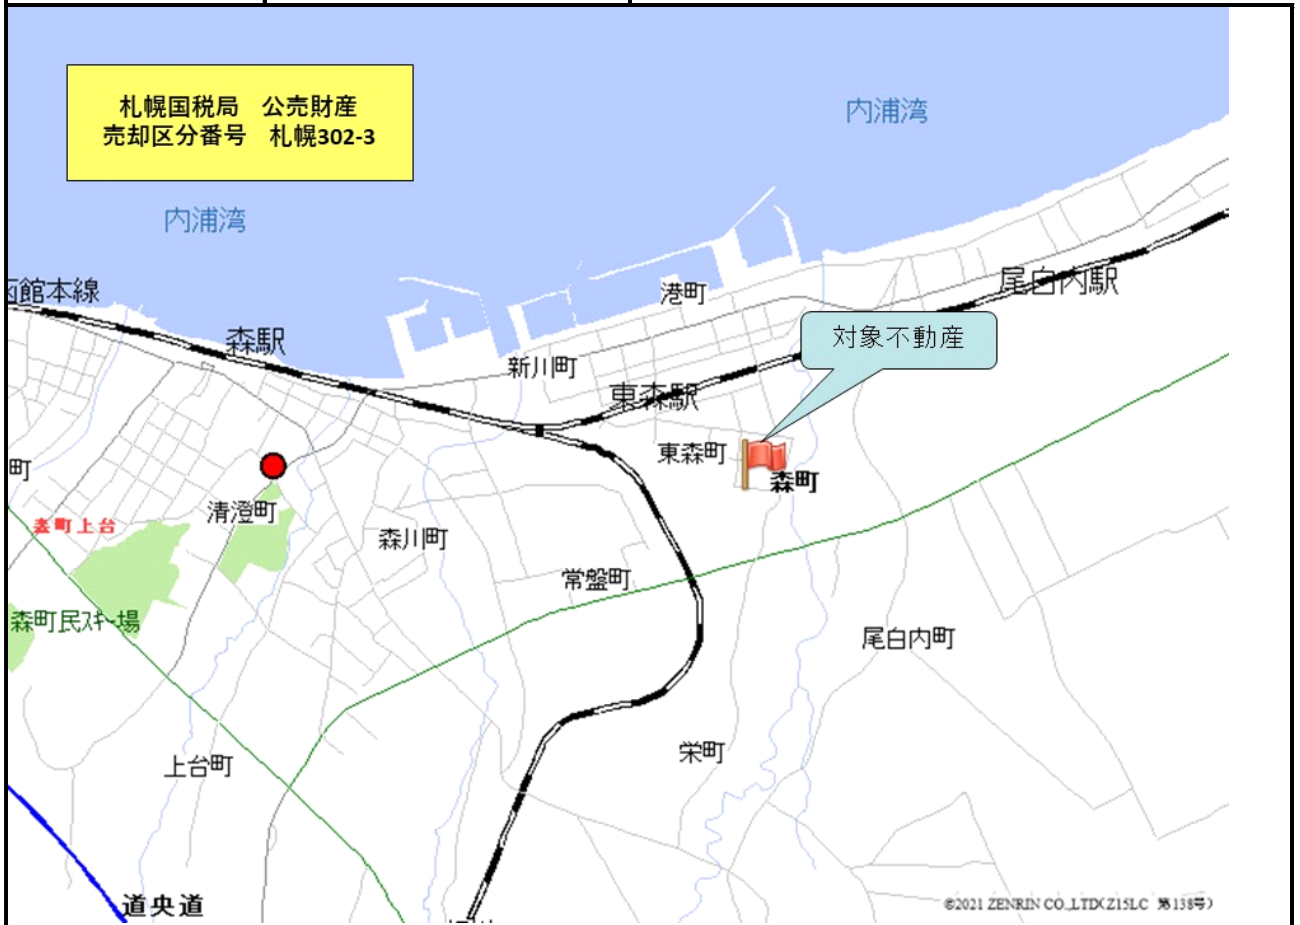 札幌国税局　公売財産
売却区分番号　札幌302-3
内浦湾
内浦湾
館本線
尾白内駅
港町
対象不動産
森駅
新川町
東森駅
東森町
森町
町
清澄町
町上台
森川町
常盤町
森町民スキー場
尾白内町
栄町
上台町
道央道
©2021 ZENRIN CO.,LTD(Z15LC　第138号)